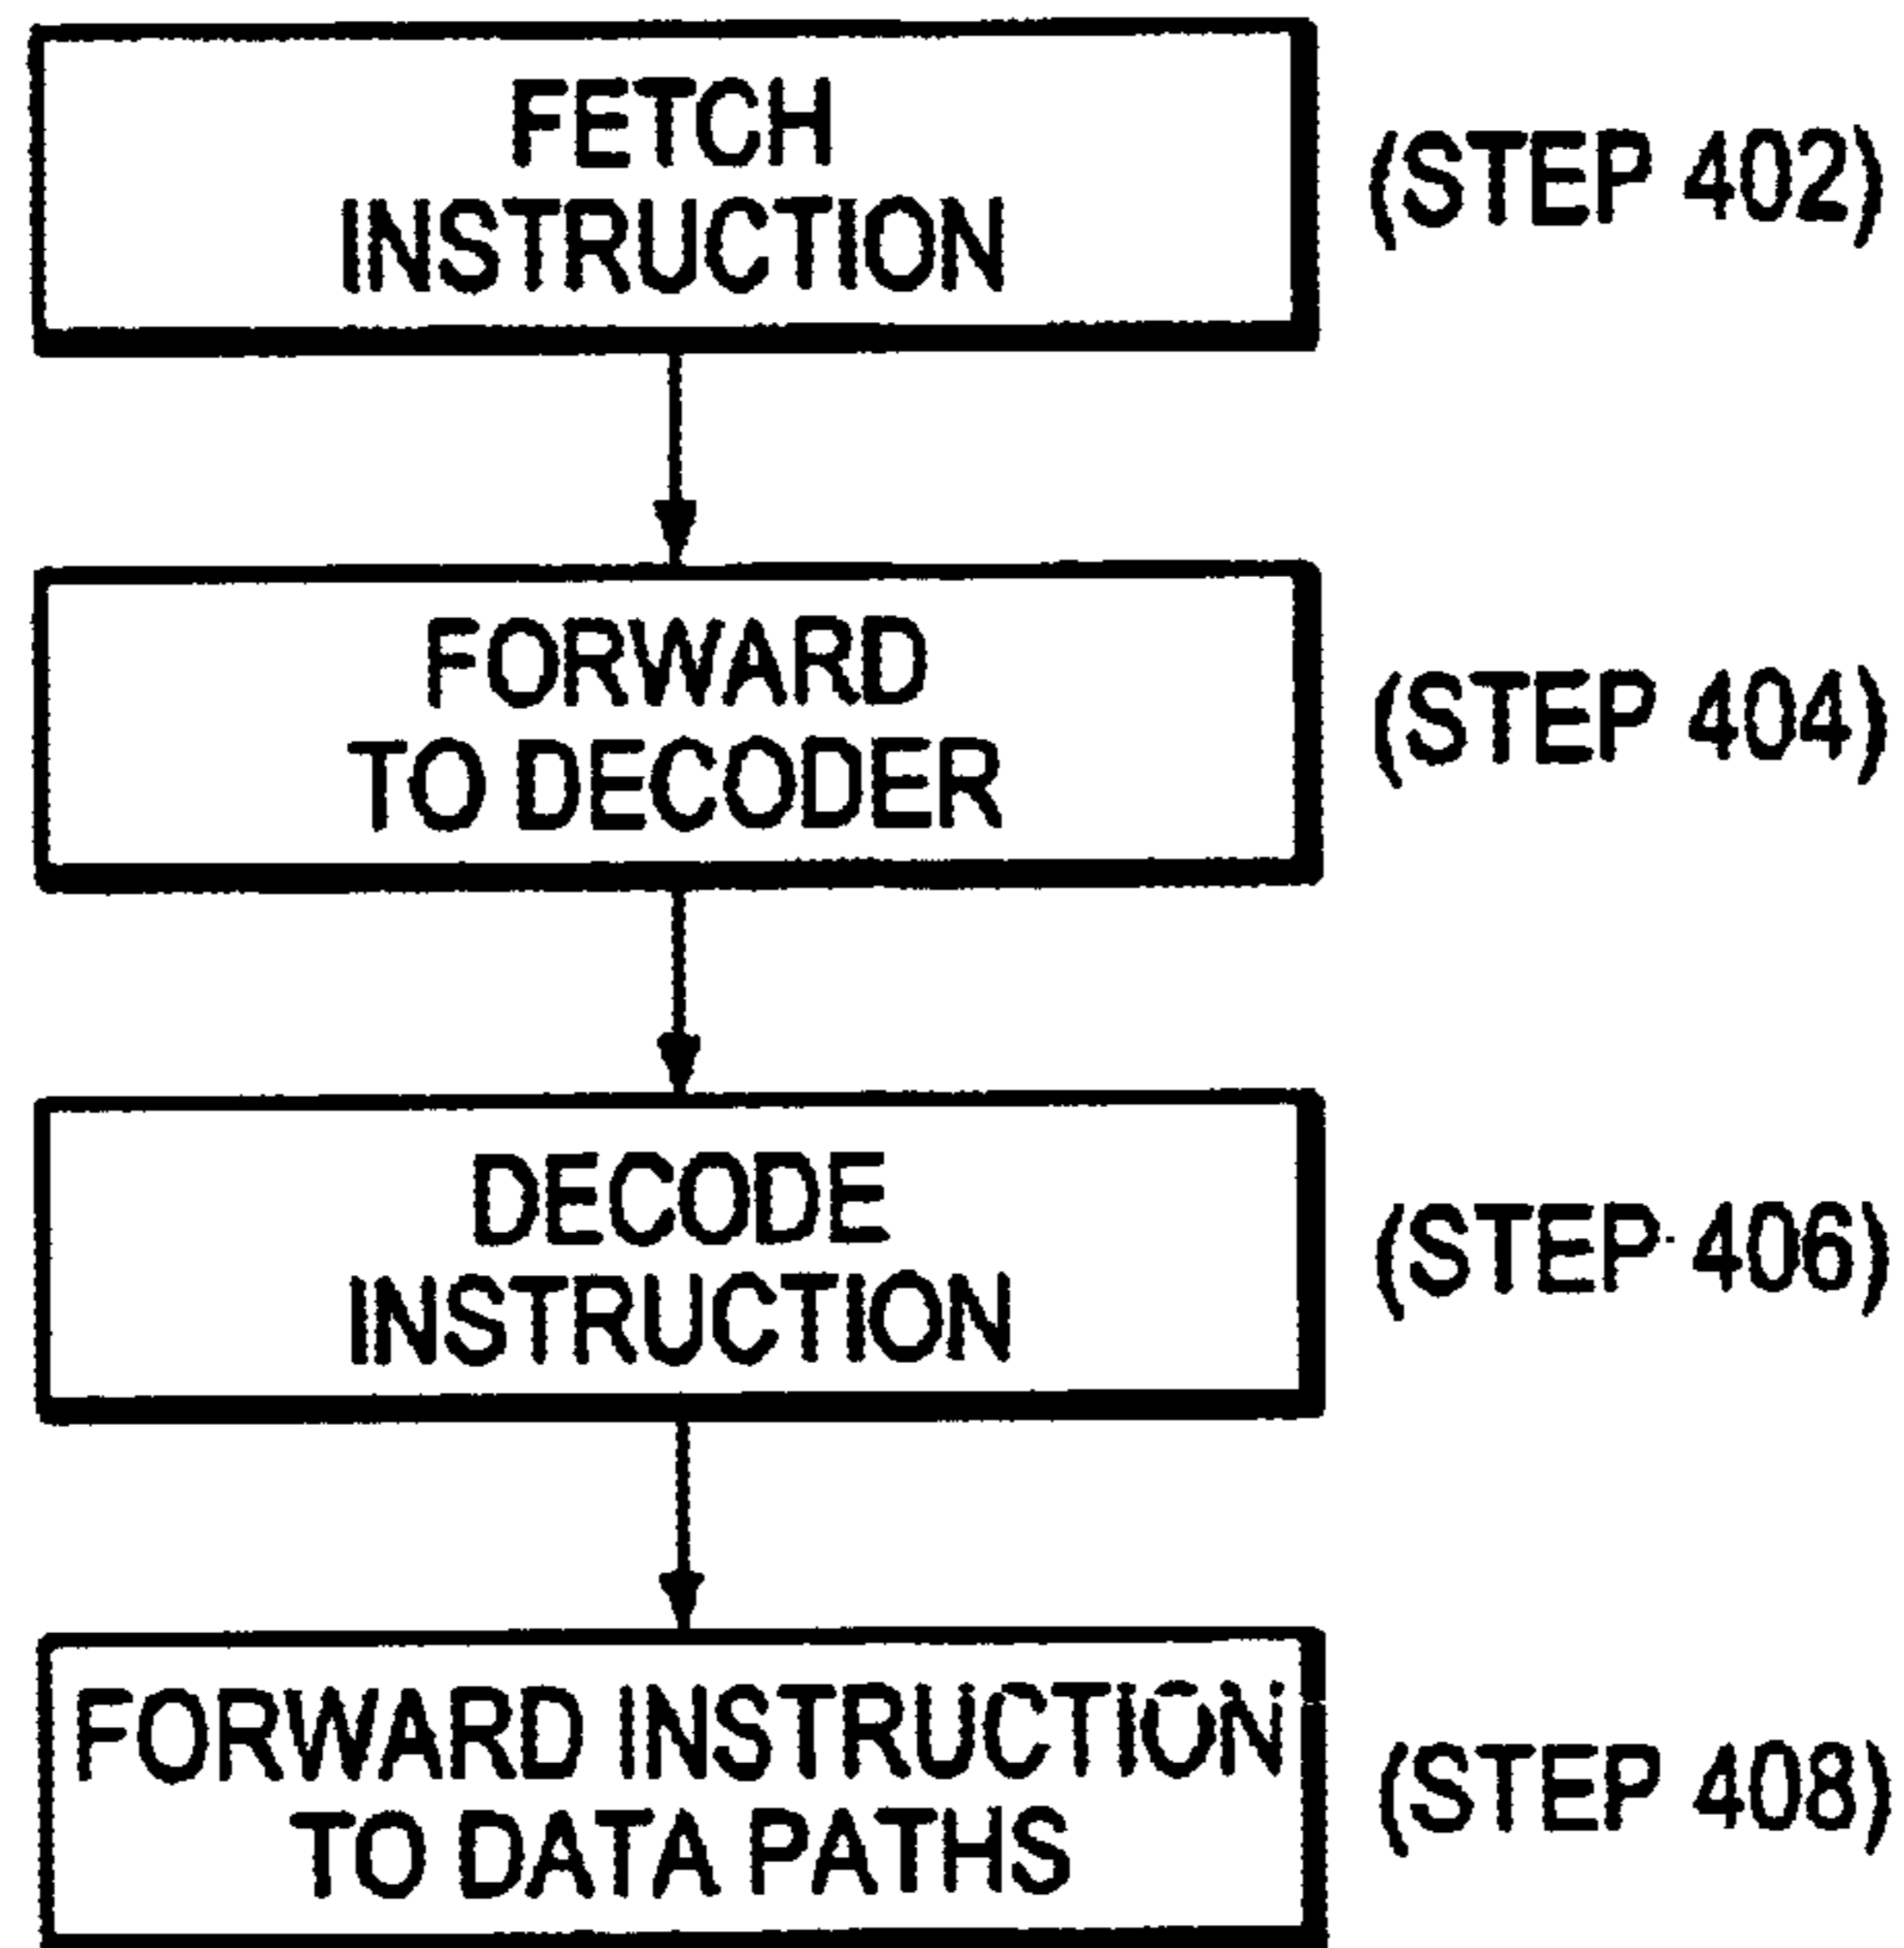 FETCH
INSTRUCTION
(STEP 402)
FORWARD
TO DECODER
(STEP 404)
DECODE
INSTRUCTION
(STEP 406)
FORWARD INSTRUCTION
TO DATA PATHS
(STEP 408)